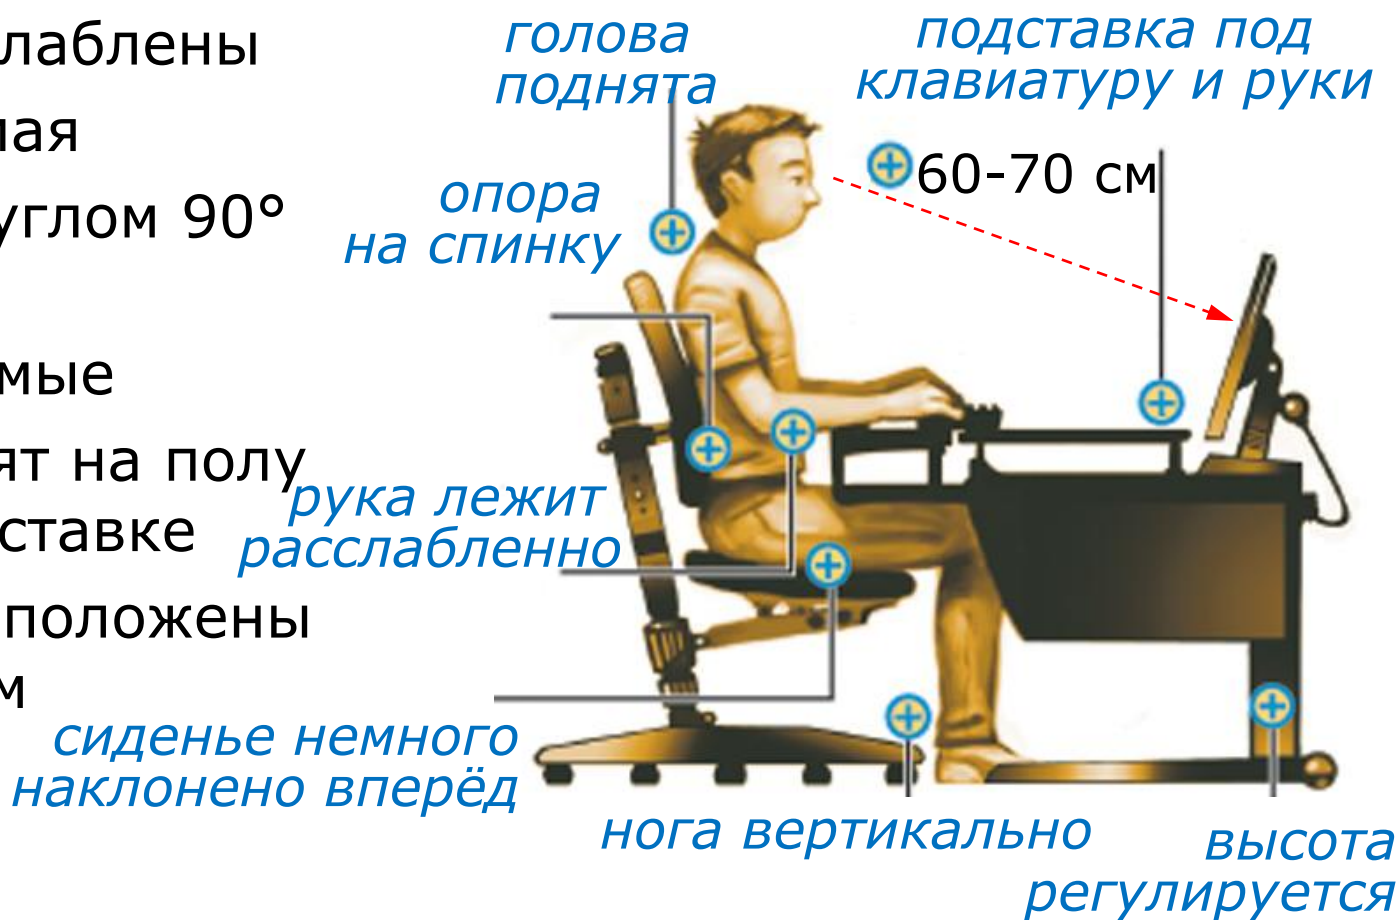 лаблены
ая
углом 90°
мые
ят на полу
ставке
положены
м
голова
поднята
подставка под
клавиатуру и руки
60-70 см
опора
на спинку
рука лежит
расслабленно
сиденье немного
наклонено вперёд
нога вертикально
высота
регулируется